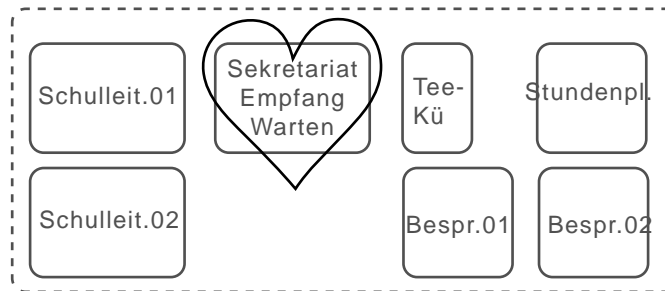 Schulleit.01
Sekretariat
Empfang
Warten
Tee-
Kü
Stundenpl.
Schulleit.02
Bespr.01
Bespr.02